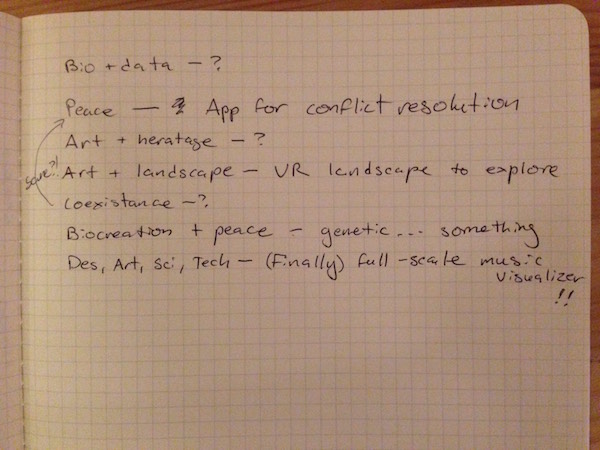 Bio + data - ?
Peace — ? App for conflict resolution
Art + heratage - ?
same?!
Art + landscape - VR landscape to explore
Coexistance - ?
Biocreation + peace - genetic ... something
Des, Art, Sci, Tech - (Finally) full-scale music
visualizer
!!